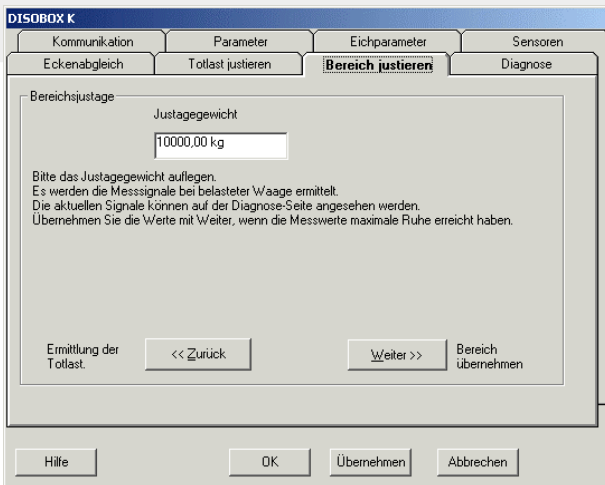 DISOBOX K
Kommunikation
Parameter
Eichparameter
Sensoren
Eckenabgleich
Totlast justieren
Bereich justieren
Diagnose
Bereichsjustage
Justagegewicht
10000,00 kg
Bitte das Justagegewicht auflegen.
Es werden die Messsignale bei belasteter Waage ermittelt.
Die aktuellen Signale können auf der Diagnose-Seite angesehen werden.
Übernehmen Sie die Werte mit Weiter, wenn die Messwerte maximale Ruhe erreicht haben.
Ermittlung der
Totlast.
<< Zurück
Weiter >>
Bereich
übernehmen
Hilfe
OK
Übernehmen
Abbrechen